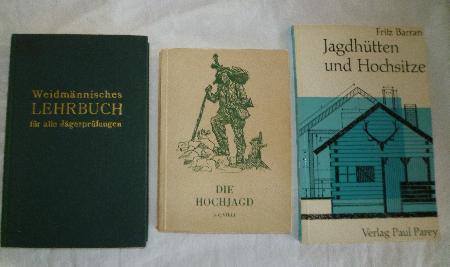 Weidmännisches
LEHRBUCH
für alle Jägerprüfungen
DIE
HOCHJAGD
Fritz Barran
Jagdhütten
und Hochsitze
Verlag Paul Parey